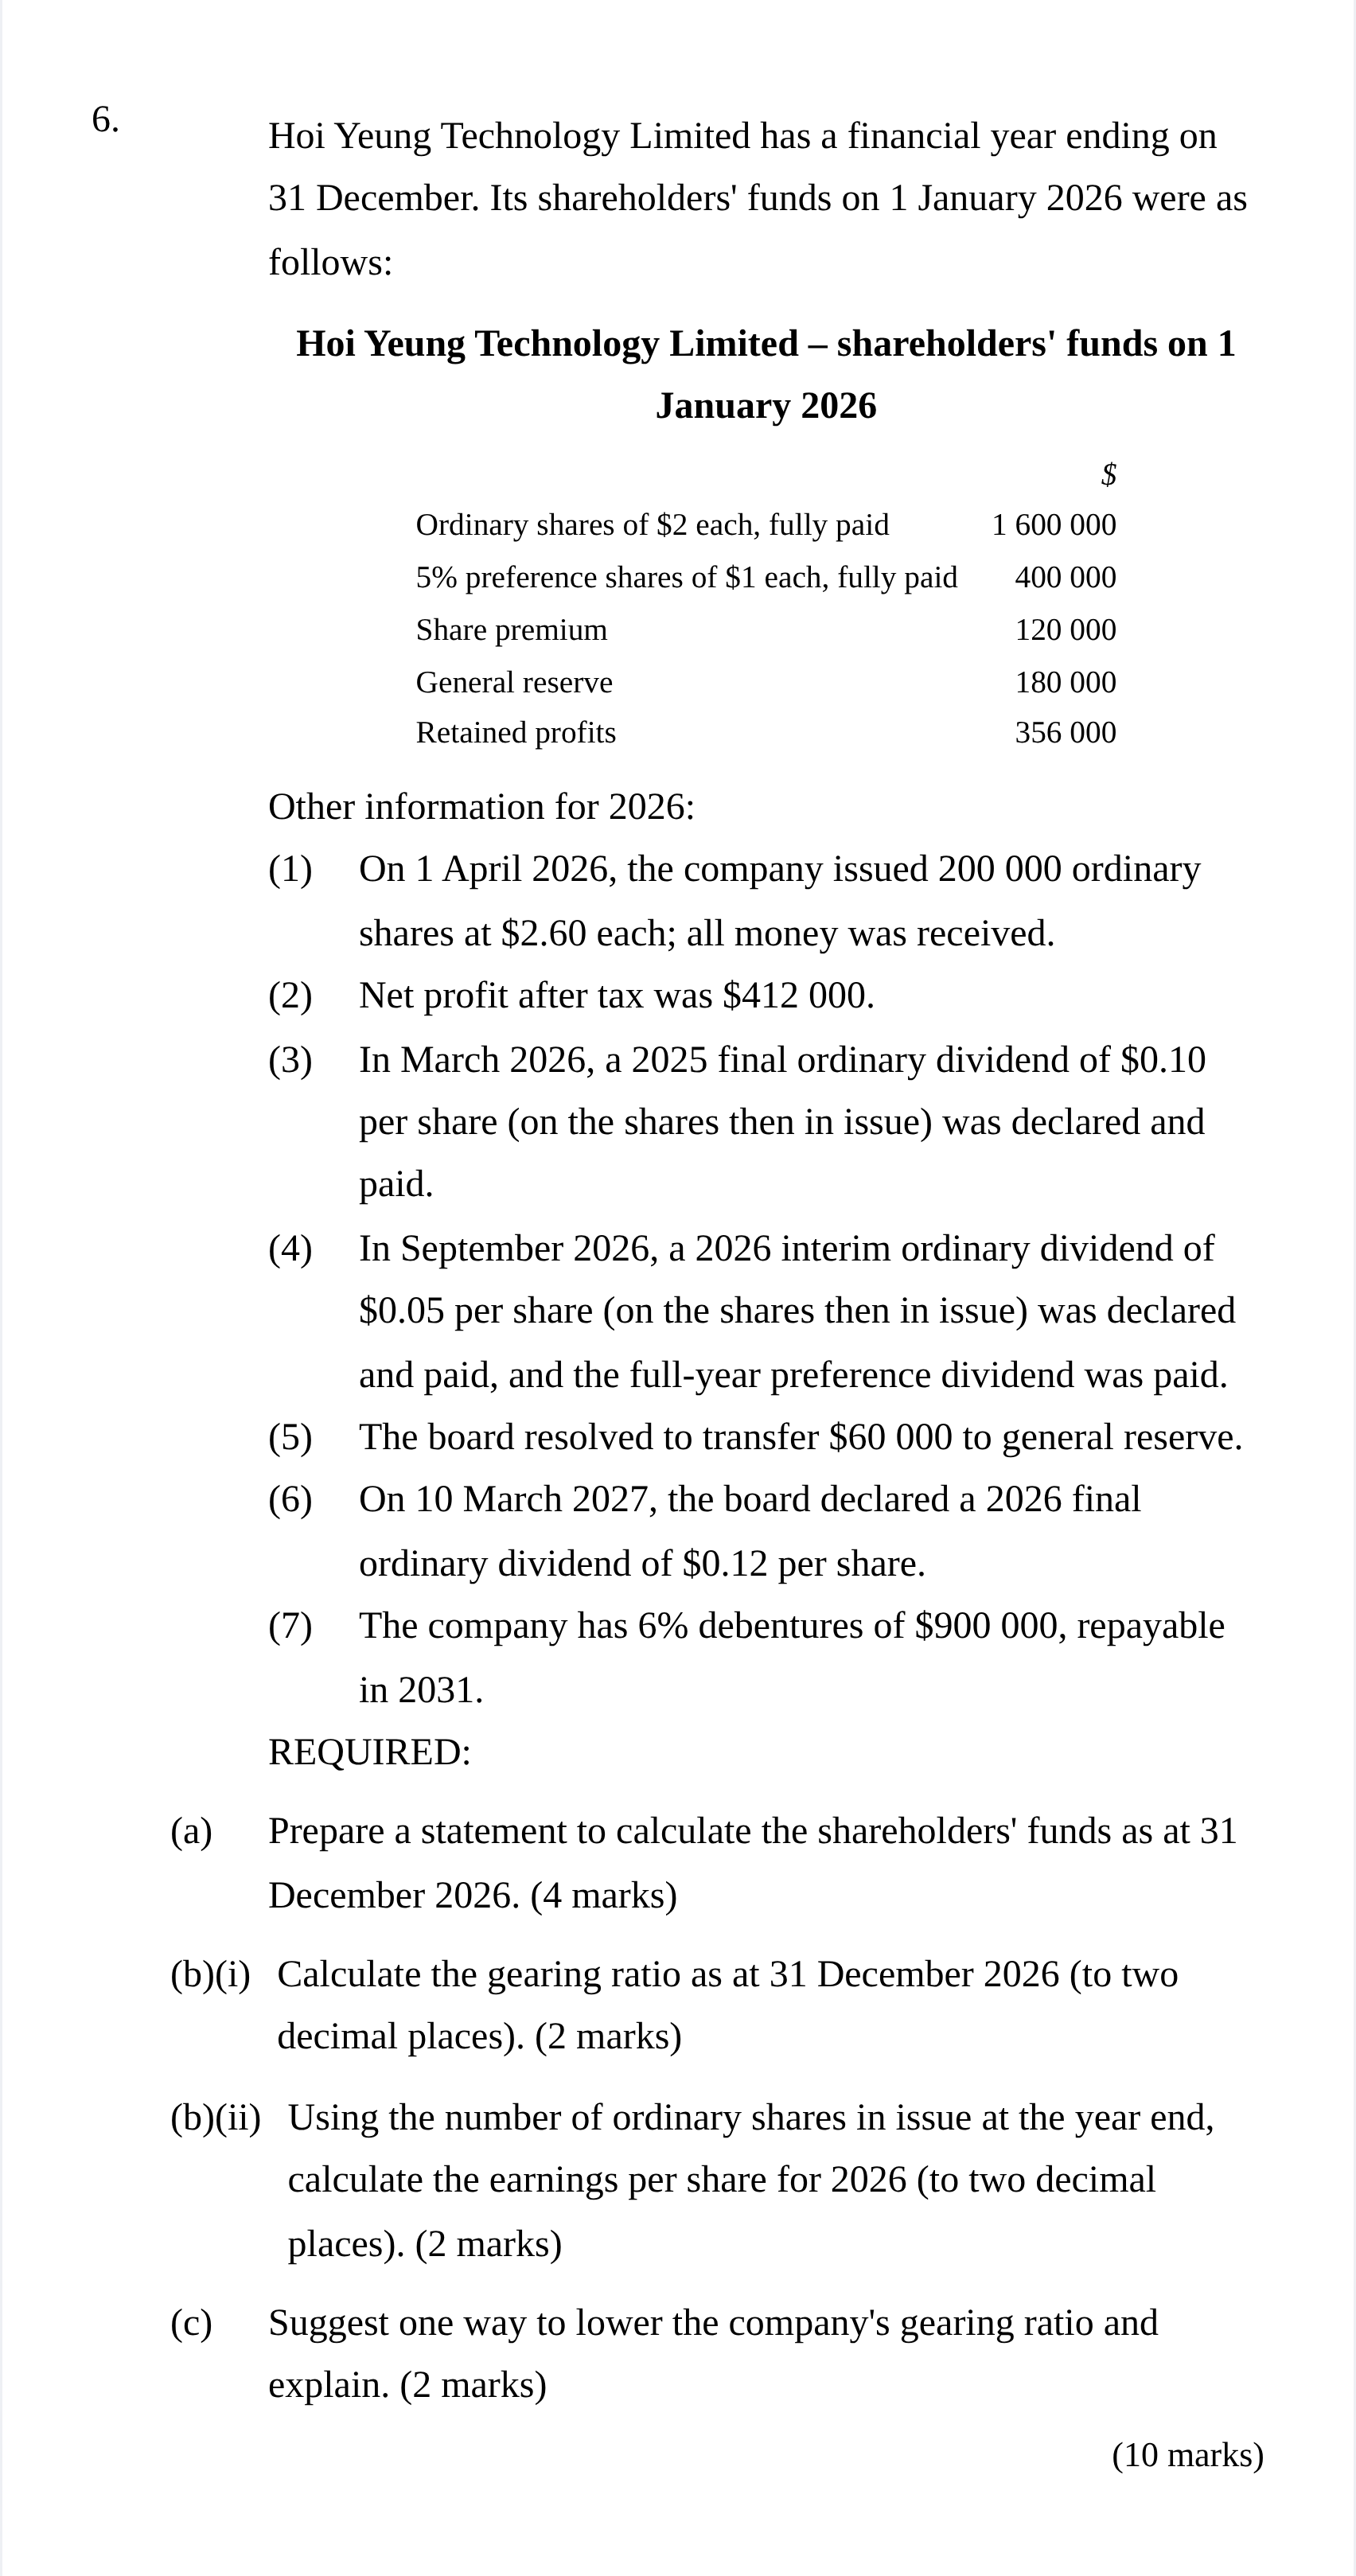 6.
Hoi Yeung Technology Limited has a financial year ending on
31 December. Its shareholders' funds on 1 January 2026 were as
follows:
Hoi Yeung Technology Limited – shareholders' funds on 1
January 2026
$
Ordinary shares of $2 each, fully paid 1 600 000
5% preference shares of $1 each, fully paid 400 000
Share premium 120 000
General reserve 180 000
Retained profits 356 000
Other information for 2026:
(1) On 1 April 2026, the company issued 200 000 ordinary
shares at $2.60 each; all money was received.
(2) Net profit after tax was $412 000.
(3) In March 2026, a 2025 final ordinary dividend of $0.10
per share (on the shares then in issue) was declared and
paid.
(4) In September 2026, a 2026 interim ordinary dividend of
$0.05 per share (on the shares then in issue) was declared
and paid, and the full-year preference dividend was paid.
(5) The board resolved to transfer $60 000 to general reserve.
(6) On 10 March 2027, the board declared a 2026 final
ordinary dividend of $0.12 per share.
(7) The company has 6% debentures of $900 000, repayable
in 2031.
REQUIRED:
(a) Prepare a statement to calculate the shareholders' funds as at 31
December 2026. (4 marks)
(b)(i) Calculate the gearing ratio as at 31 December 2026 (to two
decimal places). (2 marks)
(b)(ii) Using the number of ordinary shares in issue at the year end,
calculate the earnings per share for 2026 (to two decimal
places). (2 marks)
(c) Suggest one way to lower the company's gearing ratio and
explain. (2 marks)
(10 marks)